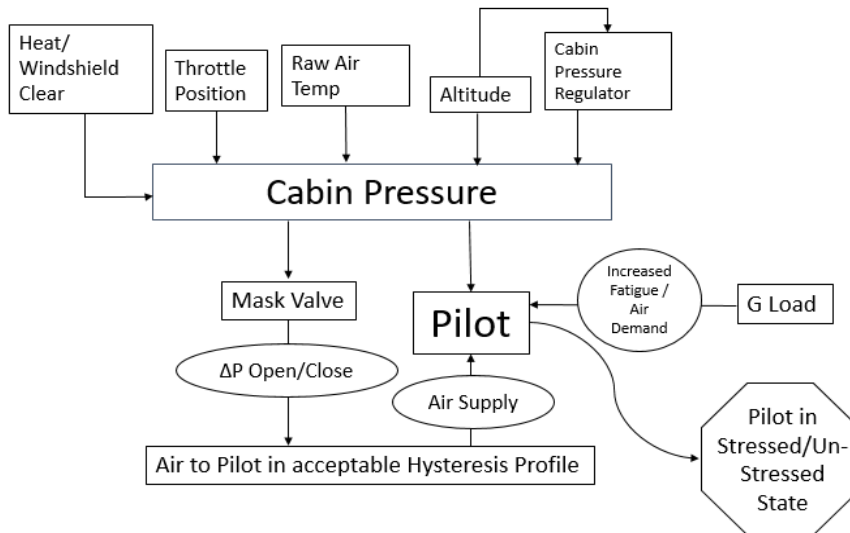 Heat/
Windshield
Clear
Throttle
Position
Raw Air
Temp
Altitude
Cabin
Pressure
Regulator
Cabin Pressure
Mask Valve
Pilot
Increased
Fatigue /
Air
Demand
G Load
ΔP Open/Close
Air Supply
Air to Pilot in acceptable Hysteresis Profile
Pilot in
Stressed/Un-
Stressed
State